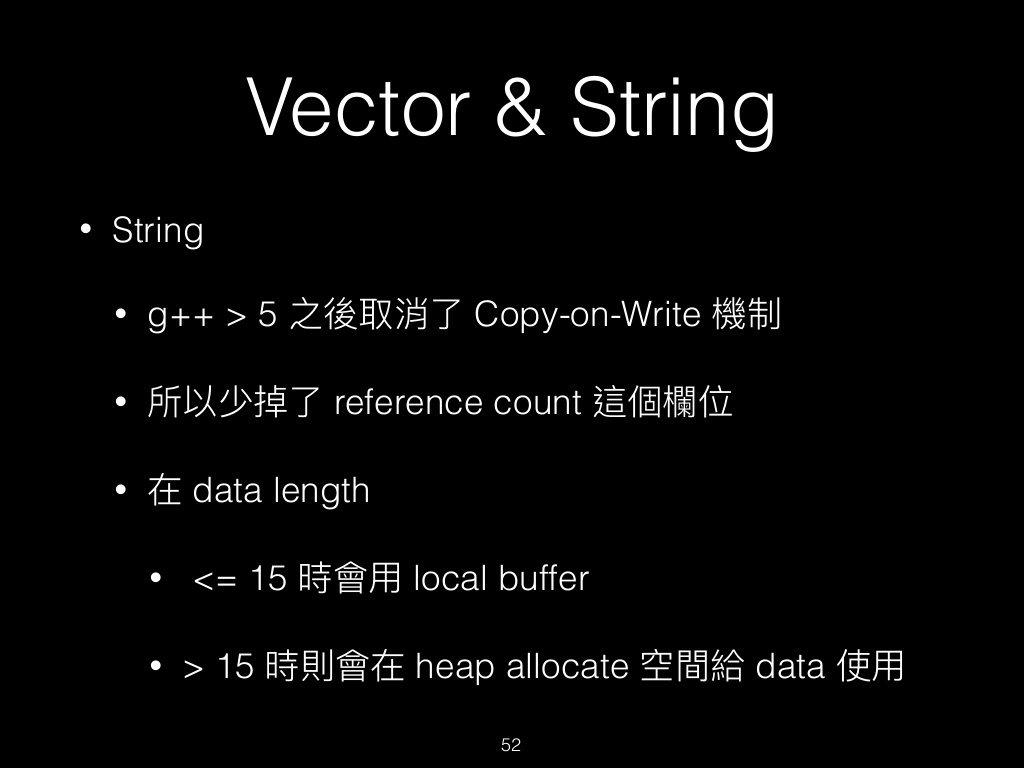 Vector & String
• String
• g++ > 5 之後取消了 Copy-on-Write 機制
• 所以少掉了 reference count 這個欄位
• 在 data length
• <= 15 時會用 local buffer
• > 15 時則會在 heap allocate 空間給 data 使用
52